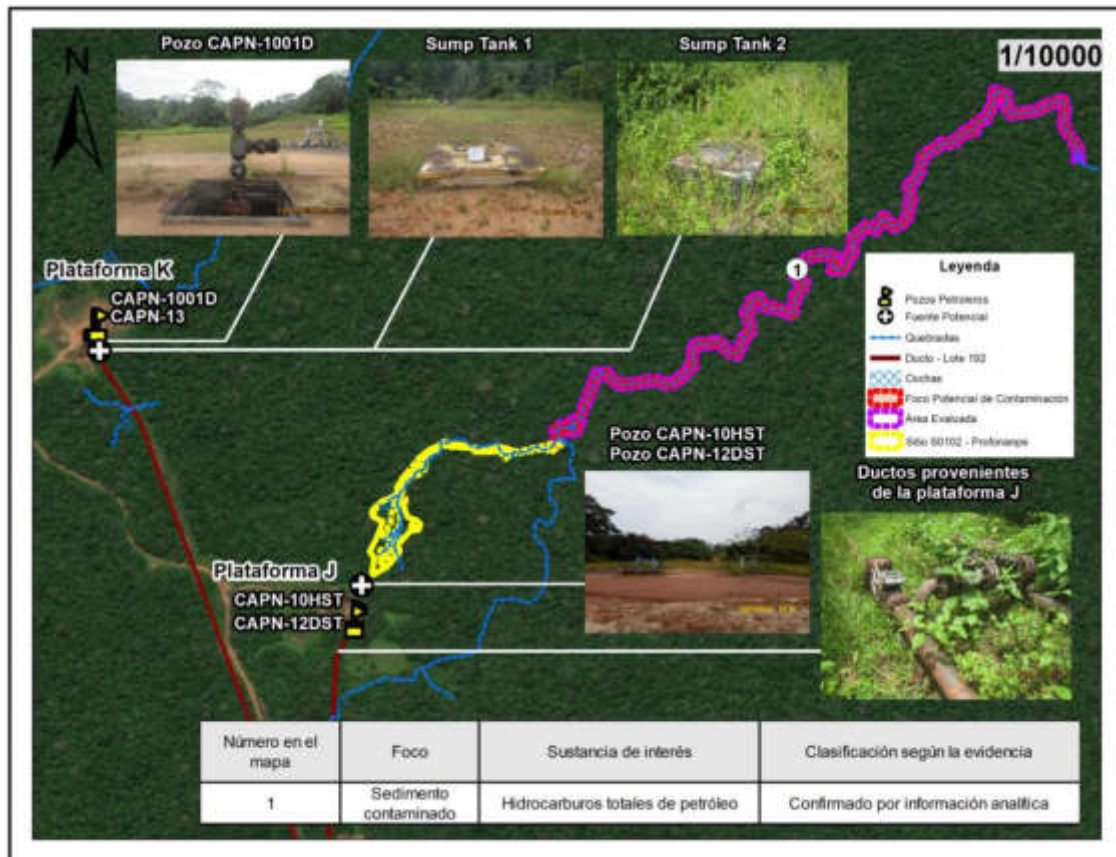 Pozo CAPN-1001D
Sump Tank 1
Sump Tank 2
1/10000
N
Plataforma K
CAPN-1001D
CAPN-13
1
Leyenda
Pozos Petroleros
Fuente Potencial
Quebradas
Ducto - Lote 192
Cochas
Foco Potencial de Contaminación
Área Evaluada
Sitio S0102 - Profonanpe
Pozo CAPN-10HST
Pozo CAPN-12DST
Ductos provenientes
de la plataforma J
Plataforma J
CAPN-10HST
CAPN-12DST
Número en el mapa
Foco
Sustancia de interés
Clasificación según la evidencia
1
Sedimento contaminado
Hidrocarburos totales de petróleo
Confirmado por información analítica